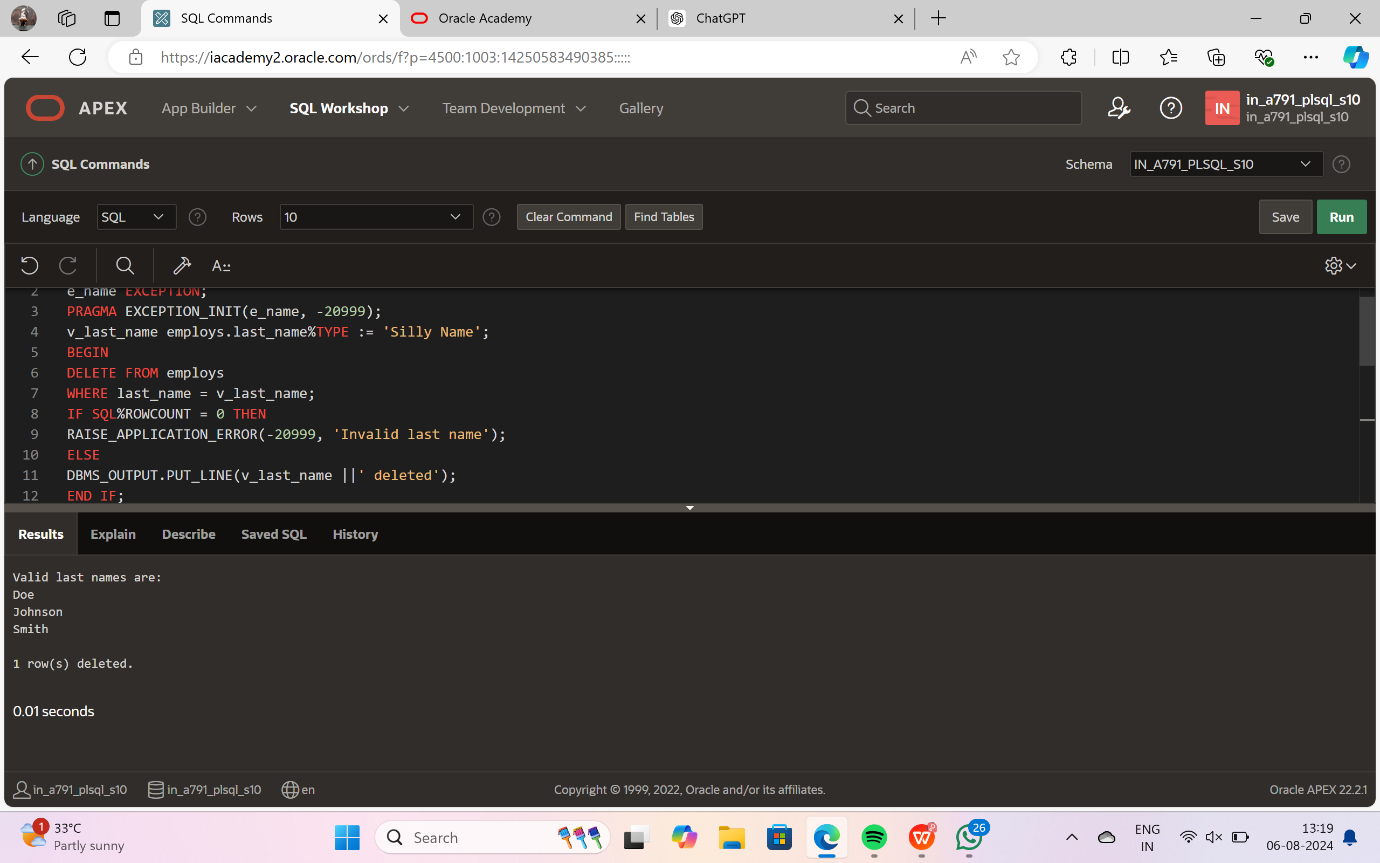 SQL Commands
Oracle Academy
ChatGPT
https://iacademy2.oracle.com/ords/f?p=4500:1003:14250583490385:::::
APEX App Builder SQL Workshop Team Development Gallery Search IN in_a791_plsql_s10
in_a791_plsql_s10
SQL Commands Schema IN_A791_PLSQL_S10
Language SQL Rows 10 Clear Command Find Tables Save Run
2 e_name EXCEPTION;
3 PRAGMA EXCEPTION_INIT(e_name, -20999);
4 v_last_name employs.last_name%TYPE := 'Silly Name';
5 BEGIN
6 DELETE FROM employs
7 WHERE last_name = v_last_name;
8 IF SQL%ROWCOUNT = 0 THEN
9 RAISE_APPLICATION_ERROR(-20999, 'Invalid last name');
10 ELSE
11 DBMS_OUTPUT.PUT_LINE(v_last_name ||' deleted');
12 END IF;
Results Explain Describe Saved SQL History
Valid last names are:
Doe
Johnson
Smith
1 row(s) deleted.
0.01 seconds
in_a791_plsql_s10 in_a791_plsql_s10 en Copyright © 1999, 2022, Oracle and/or its affiliates. Oracle APEX 22.2.1
1 33°C
Partly sunny
Search
26
ENG
IN
13:19
06-08-2024